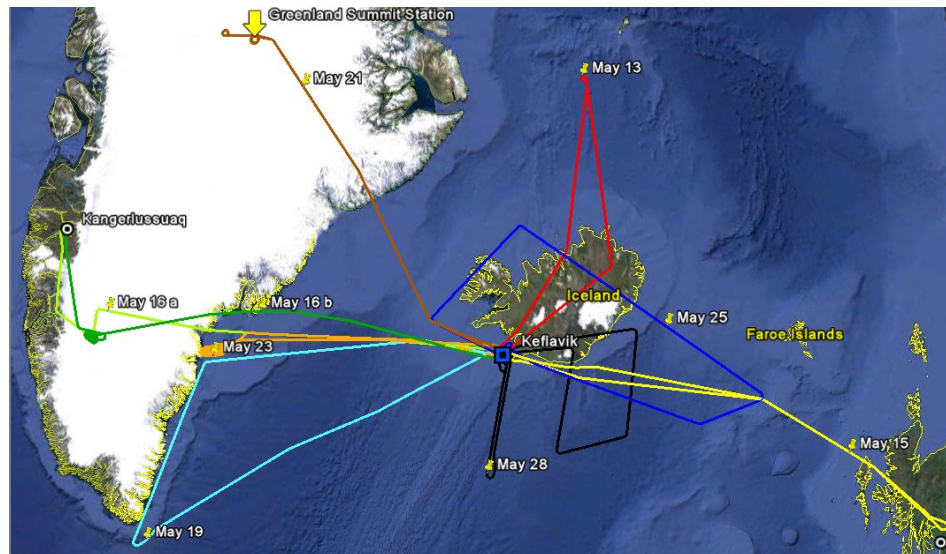 Greenland Summit Station
May 13
May 21
Kangerlussuaq
May 16 a
May 16 b
Iceland
May 25
Faroe Islands
Keflavik
May 23
May 15
May 28
May 19